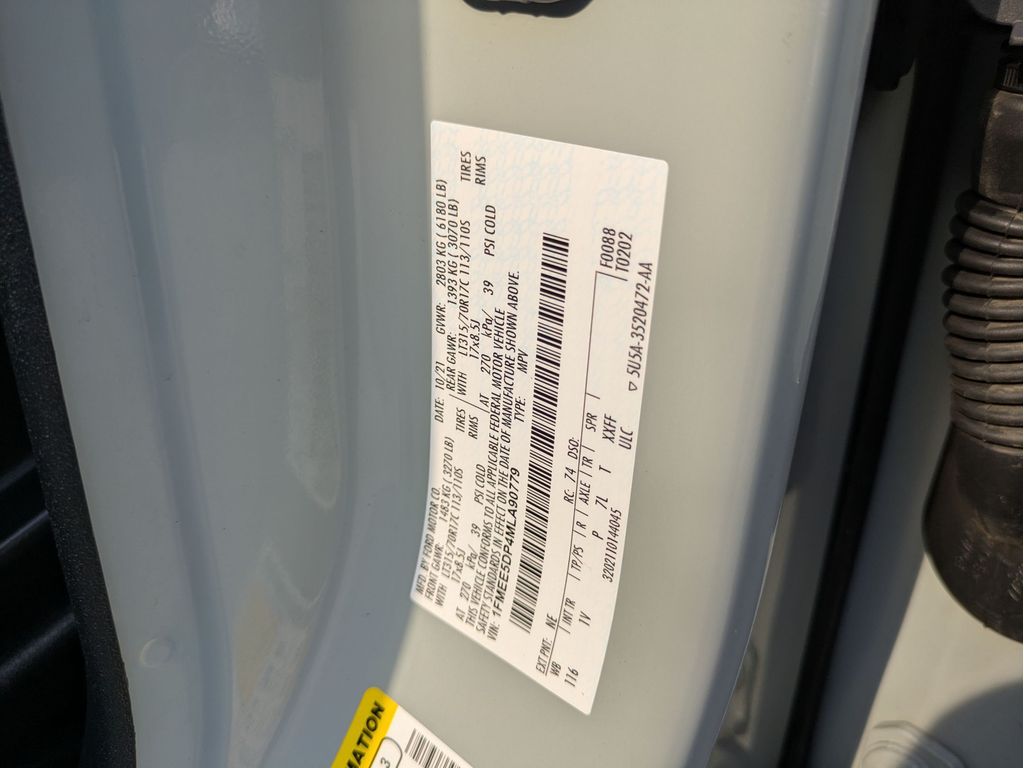 MFD. BY FORD MOTOR CO. DATE: 10/21 GVWR: 2803 KG ( 6180 LB)
FRONT GAWR: 1483 KG ( 3270 LB) REAR GAWR: 1393 KG ( 3070 LB)
WITH LT315/70R17C 113/110S TIRES WITH LT315/70R17C 113/110S TIRES
17x8.5J RIMS 17x8.5J RIMS
AT 270 kPa/ 39 PSI COLD AT 270 kPa/ 39 PSI COLD
THIS VEHICLE CONFORMS TO ALL APPLICABLE FEDERAL MOTOR VEHICLE
SAFETY STANDARDS IN EFFECT ON THE DATE OF MANUFACTURE SHOWN ABOVE.
VIN: 1FMEE5DP4MLA90779 TYPE: MPV
EXT PNT: NE RC: 74 DSO: F0088
WB INT TR TP/PS R AXLE TR SPR T0202
116 1V P 7L T XXFF
320211014045 ULC ▽ 5U5A-3520472-AA
MATION
3